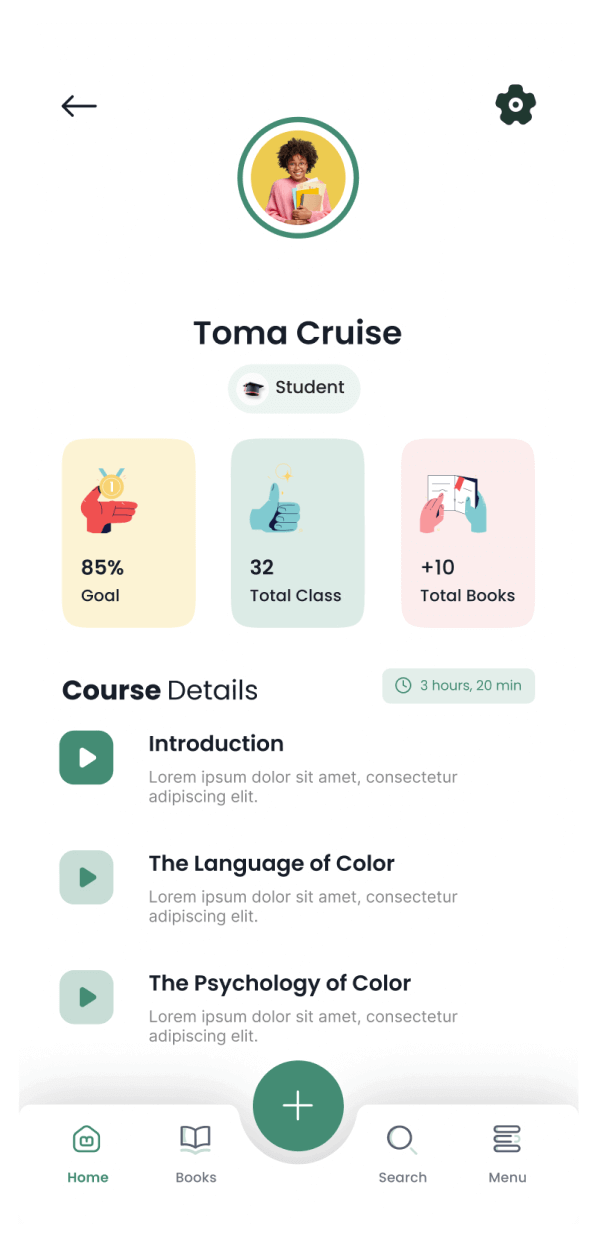 Toma Cruise
Student
85%
Goal
32
Total Class
+10
Total Books
Course Details
3 hours, 20 min
Introduction
Lorem ipsum dolor sit amet, consectetur
adipiscing elit.
The Language of Color
Lorem ipsum dolor sit amet, consectetur
adipiscing elit.
The Psychology of Color
Lorem ipsum dolor sit amet, consectetur
adipiscing elit.
Home
Books
Search
Menu